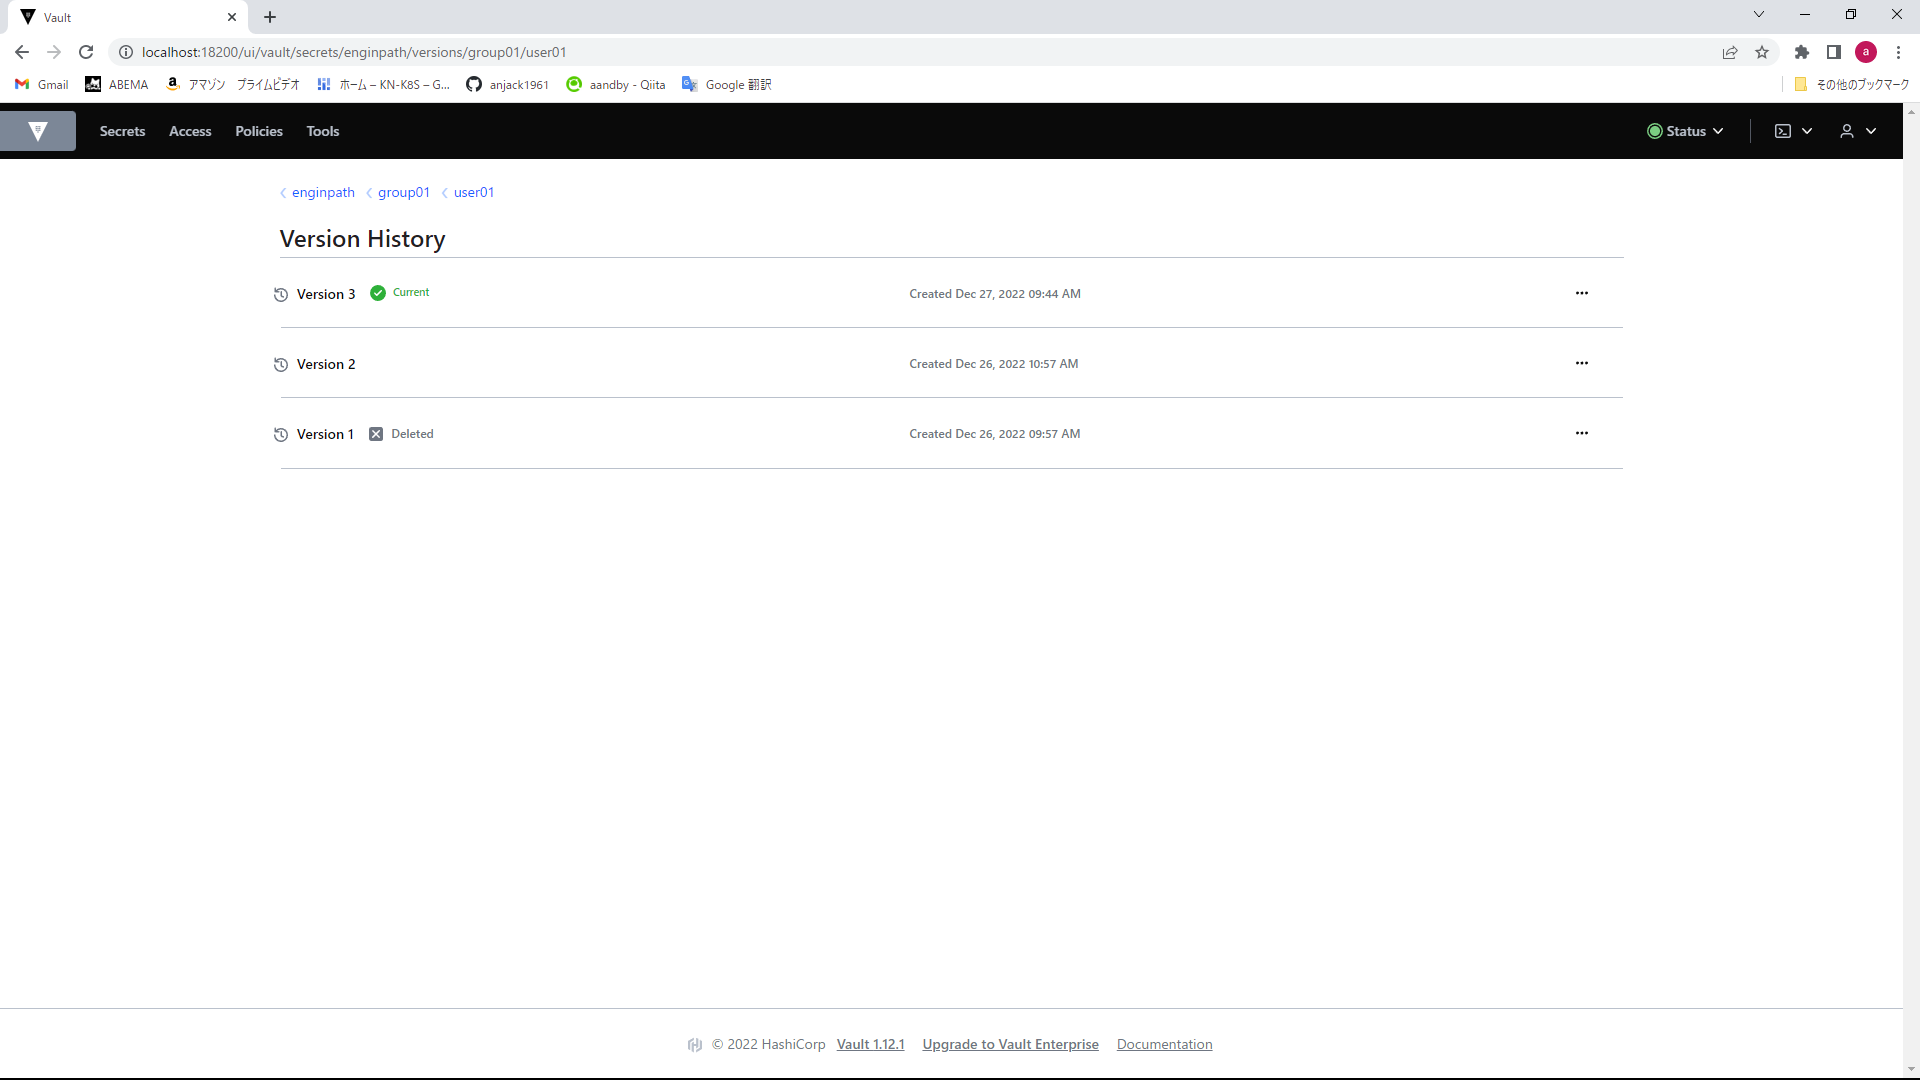 Vault
localhost:18200/ui/vault/secrets/enginpath/versions/group01/user01
a
Gmail ABEMA アマゾン プライムビデオ ホーム – KN-K8S – G... anjack1961 aandby - Qiita Google 翻訳 その他のブックマーク
Secrets Access Policies Tools Status
enginpath group01 user01
Version History
Version 3 Current Created Dec 27, 2022 09:44 AM
Version 2 Created Dec 26, 2022 10:57 AM
Version 1 Deleted Created Dec 26, 2022 09:57 AM
© 2022 HashiCorp Vault 1.12.1 Upgrade to Vault Enterprise Documentation